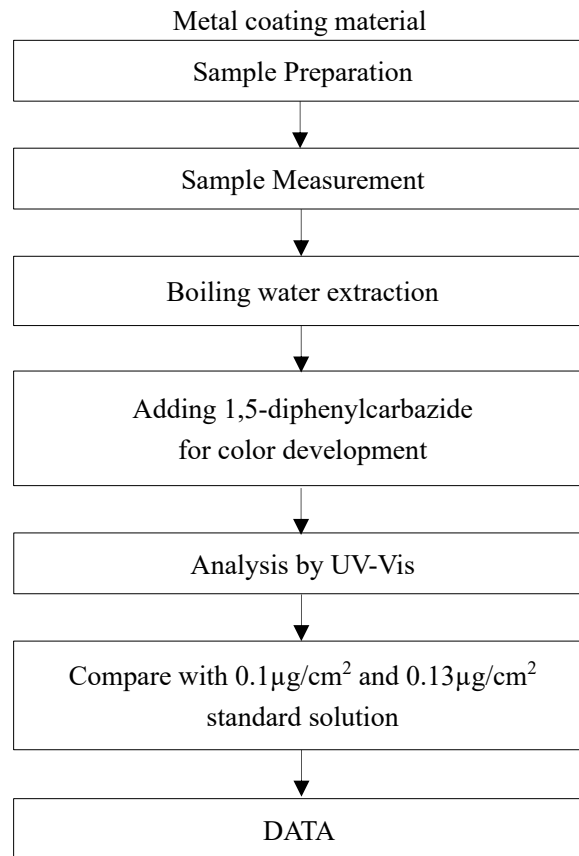 Metal coating material
Sample Preparation
Sample Measurement
Boiling water extraction
Adding 1,5-diphenylcarbazide
for color development
Analysis by UV-Vis
Compare with 0.1µg/cm² and 0.13µg/cm²
standard solution
DATA